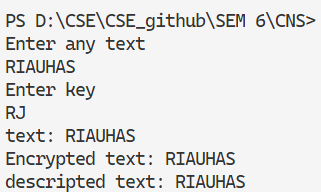 PS D:\CSE\CSE_github\SEM 6\CNS>
Enter any text
RIAUHAS
Enter key
RJ
text: RIAUHAS
Encrypted text: RIAUHAS
descripted text: RIAUHAS